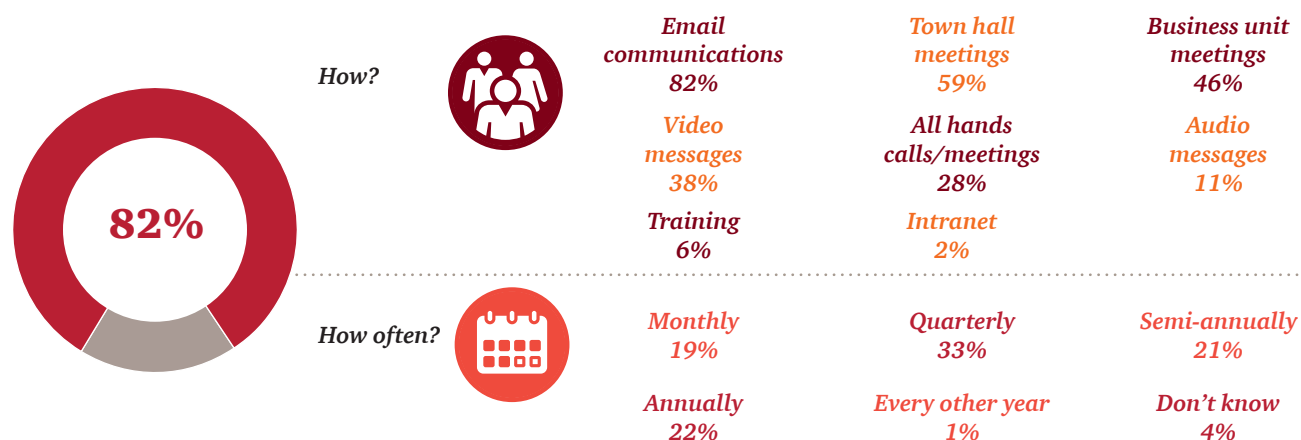 82%
How?
Email
communications
82%
Town hall
meetings
59%
Business unit
meetings
46%
Video
messages
38%
All hands
calls/meetings
28%
Audio
messages
11%
Training
6%
Intranet
2%
How often?
Monthly
19%
Quarterly
33%
Semi-annually
21%
Annually
22%
Every other year
1%
Don’t know
4%